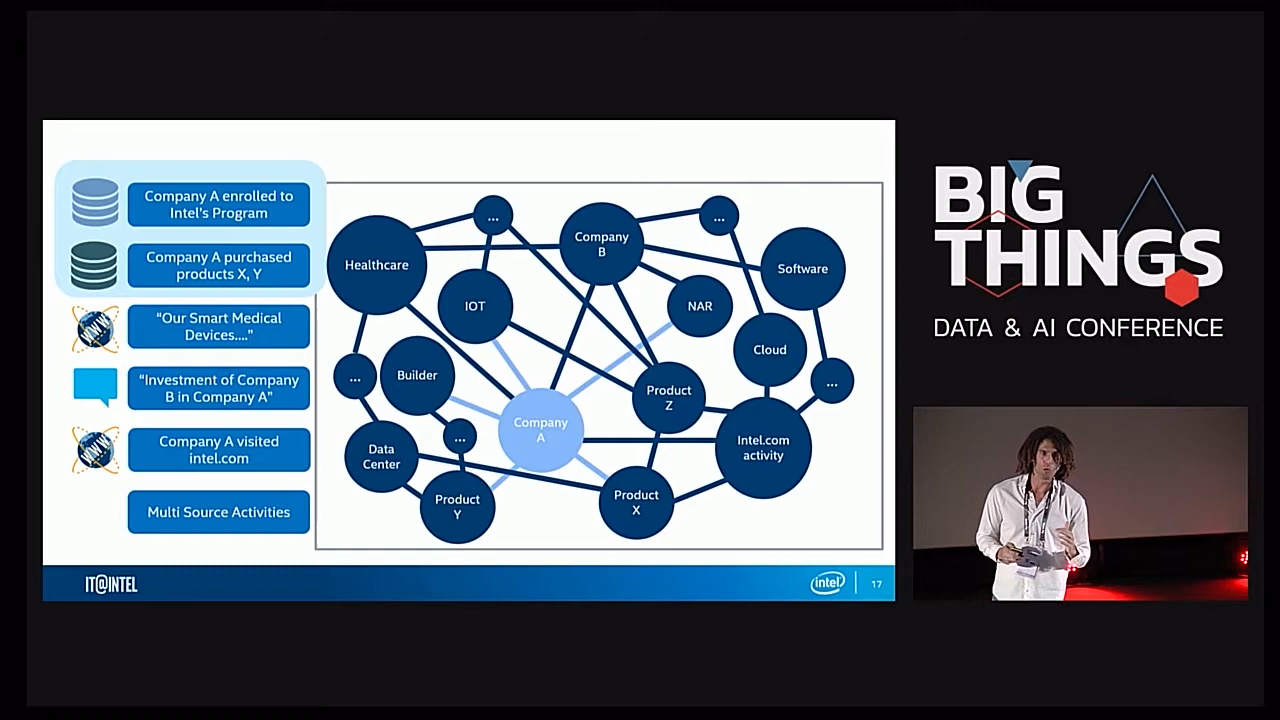 Company A enrolled to
Intel's Program
Company A purchased
products X, Y
“Our Smart Medical
Devices....”
“Investment of Company
B in Company A”
Company A visited
intel.com
Multi Source Activities
...
...
Company
B
Healthcare
Software
IOT
NAR
Cloud
...
Builder
...
Product
Z
Company
A
...
Data
Center
Intel.com
activity
Product
Y
Product
X
IT@INTEL
intel
17
BIG
THINGS
DATA & AI CONFERENCE